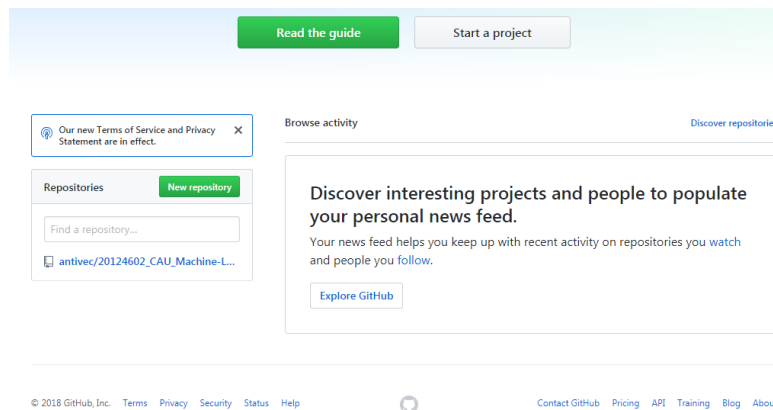 Read the guide
Start a project
Our new Terms of Service and Privacy
Statement are in effect.
Browse activity
Discover repositorie
Repositories
New repository
Find a repository...
antivec/20124602_CAU_Machine-L...
Discover interesting projects and people to populate
your personal news feed.
Your news feed helps you keep up with recent activity on repositories you watch
and people you follow.
Explore GitHub
© 2018 GitHub, Inc. Terms Privacy Security Status Help
Contact GitHub Pricing API Training Blog Abou